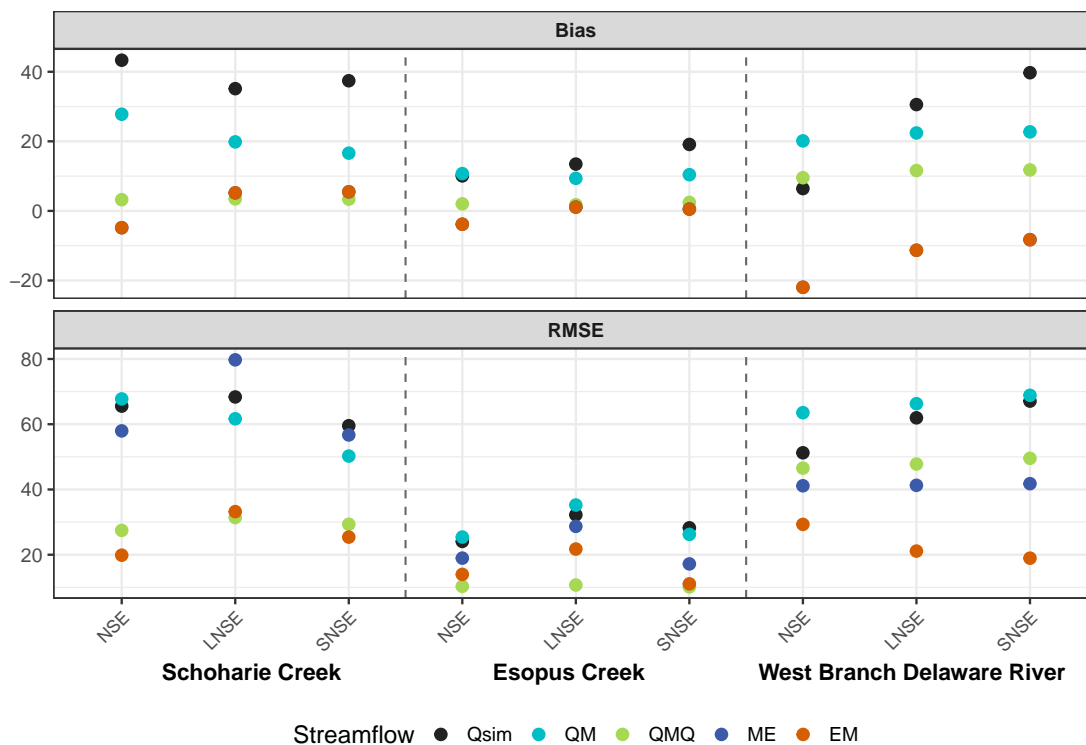 Bias
40
20
0
−20
RMSE
80
60
40
20
NSE LNSE SNSE NSE LNSE SNSE NSE LNSE SNSE
Schoharie Creek Esopus Creek West Branch Delaware River
Streamflow Qsim QM QMQ ME EM